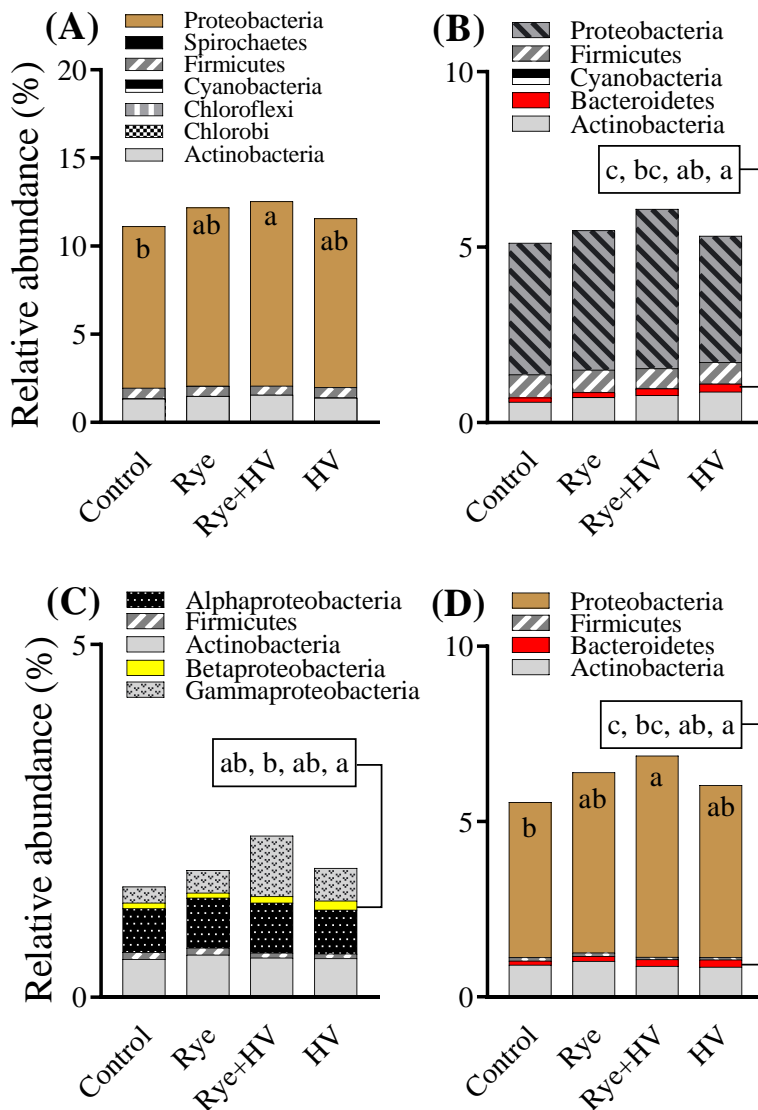 (A)
Proteobacteria
Spirochaetes
Firmicutes
Cyanobacteria
Chloroflexi
Chlorobi
Actinobacteria
Relative abundance (%)
20
15
10
5
0
b
ab
a
ab
Control
Rye
Rye+HV
HV
(B)
Proteobacteria
Firmicutes
Cyanobacteria
Bacteroidetes
Actinobacteria
10
5
0
c, bc, ab, a
Control
Rye
Rye+HV
HV
(C)
Alphaproteobacteria
Firmicutes
Actinobacteria
Betaproteobacteria
Gammaproteobacteria
Relative abundance (%)
5
0
ab, b, ab, a
Control
Rye
Rye+HV
HV
(D)
Proteobacteria
Firmicutes
Bacteroidetes
Actinobacteria
10
5
0
c, bc, ab, a
b
ab
a
ab
Control
Rye
Rye+HV
HV